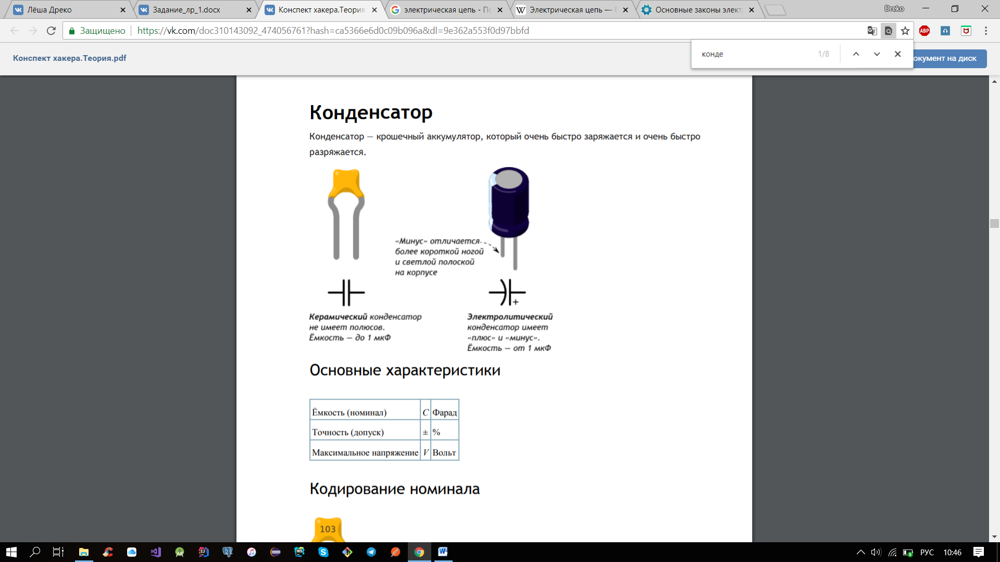 Лёша Дреко
Задание_лр_1.docx
Конспект хакера.Теория
электрическая цепь - По
Электрическая цепь —
Основные законы элект
Dreko
Защищено
https://vk.com/doc310143092_474056761?hash=ca5366e6d0c09b096a&dl=9e362a553f0d97bbfd
ABP
конде
1/8
Конспект хакера.Теория.pdf
окумент на диск
Конденсатор
Конденсатор — крошечный аккумулятор, который очень быстро заряжается и очень быстро
разряжается.
«Минус» отличается
более короткой ногой
и светлой полоской
на корпусе
+
Керамический конденсатор
не имеет полюсов.
Ёмкость — до 1 мкФ
Электролитический
конденсатор имеет
«плюс» и «минус».
Ёмкость — от 1 мкФ
Основные характеристики
Ёмкость (номинал) C Фарад
Точность (допуск) ± %
Максимальное напряжение V Вольт
Кодирование номинала
103
РУС
10:46